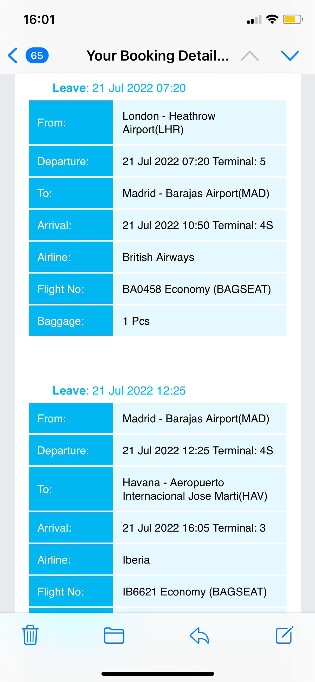 16:01
65
Your Booking Detail...
Leave: 21 Jul 2022 07:20
From: London - Heathrow
Airport(LHR)
Departure: 21 Jul 2022 07:20 Terminal: 5
To: Madrid - Barajas Airport(MAD)
Arrival: 21 Jul 2022 10:50 Terminal: 4S
Airline: British Airways
Flight No: BA0458 Economy (BAGSEAT)
Baggage: 1 Pcs
Leave: 21 Jul 2022 12:25
From: Madrid - Barajas Airport(MAD)
Departure: 21 Jul 2022 12:25 Terminal: 4S
To: Havana - Aeropuerto
Internacional Jose Marti(HAV)
Arrival: 21 Jul 2022 16:05 Terminal: 3
Airline: Iberia
Flight No: IB6621 Economy (BAGSEAT)